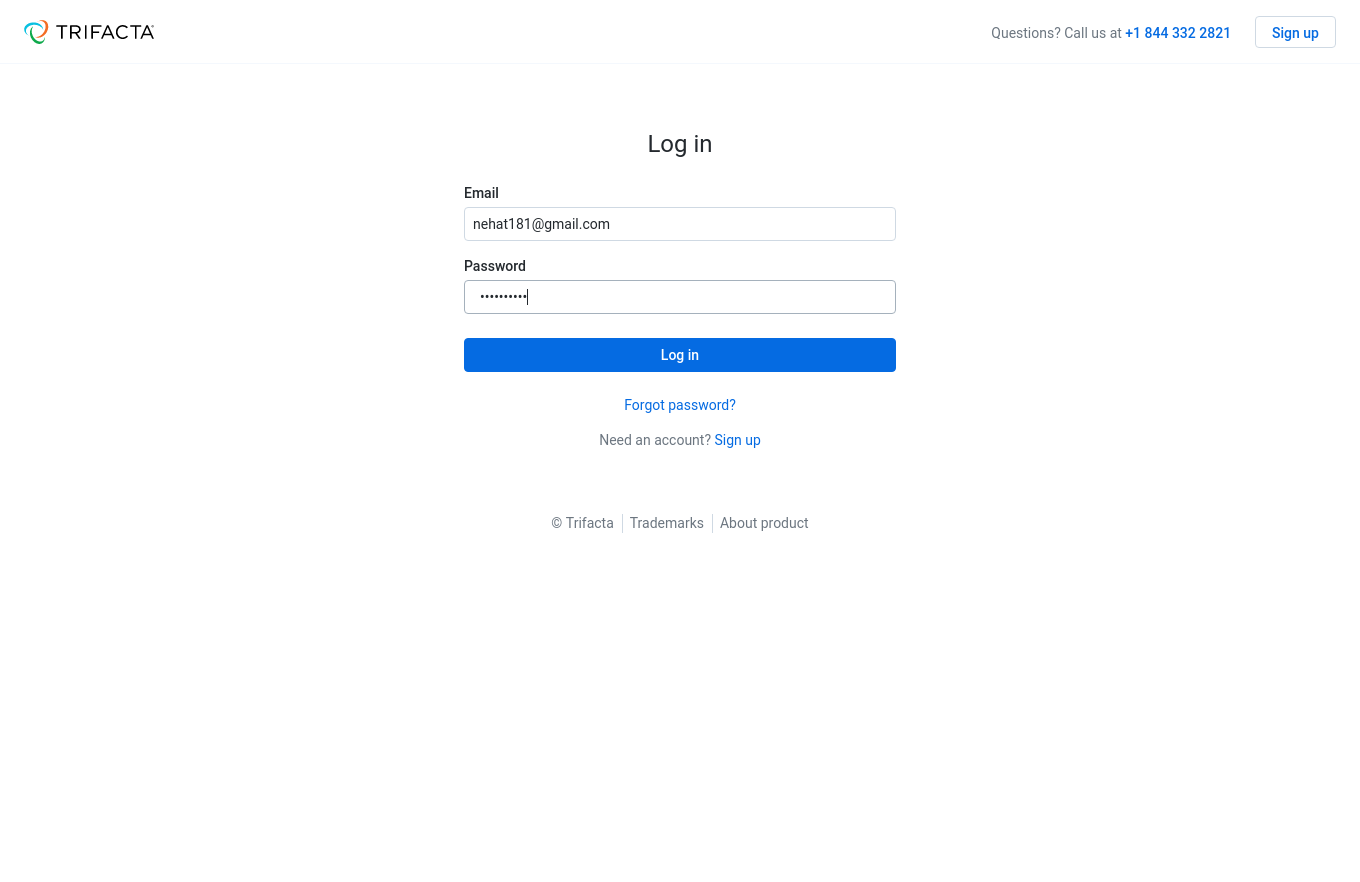 TRIFACTA
Questions? Call us at +1 844 332 2821
Sign up
Log in
Email
nehat181@gmail.com
Password
••••••••••
Log in
Forgot password?
Need an account? Sign up
© Trifacta
Trademarks
About product